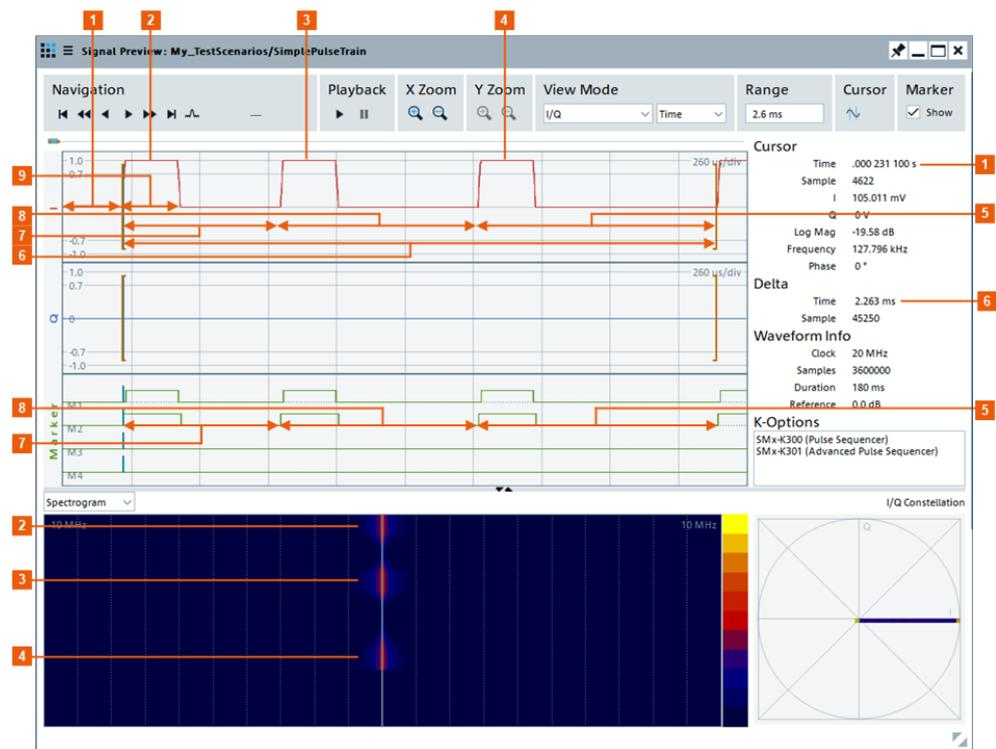 1 2 3 4
Signal Preview: My_TestScenarios/SimplePulseTrain
Navigation Playback X Zoom Y Zoom View Mode Range Cursor Marker
--- I/Q Time 2.6 ms Show
1.0 260 µs/div
0.7
9
1
2
I
8
5
7
-0.7
6
-1.0
1.0 260 µs/div
0.7
Q 0
-0.7
-1.0
Marker
M1
8
5
M2
7
M3
M4
Cursor
Time .000 231 100 s 1
Sample 4622
I 105.011 mV
Q 0 V
Log Mag -19.58 dB
Frequency 127.796 kHz
Phase 0 °
Delta
Time 2.263 ms 6
Sample 45250
Waveform Info
Clock 20 MHz
Samples 3600000
Duration 180 ms
Reference 0.0 dB
K-Options
SMx-K300 (Pulse Sequencer)
SMx-K301 (Advanced Pulse Sequencer)
Spectrogram I/Q Constellation
2 -10 MHz 10 MHz
3
4
Q
I